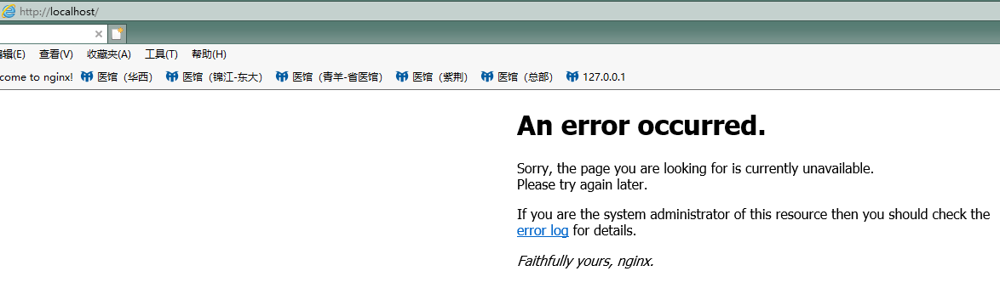 http://localhost/
编辑(E) 查看(V) 收藏夹(A) 工具(T) 帮助(H)
come to nginx! 医馆（华西） 医馆（锦江-东大） 医馆（青羊-省医馆） 医馆（紫荆） 医馆（总部） 127.0.0.1
An error occurred.
Sorry, the page you are looking for is currently unavailable.
Please try again later.
If you are the system administrator of this resource then you should check the
error log for details.
Faithfully yours, nginx.